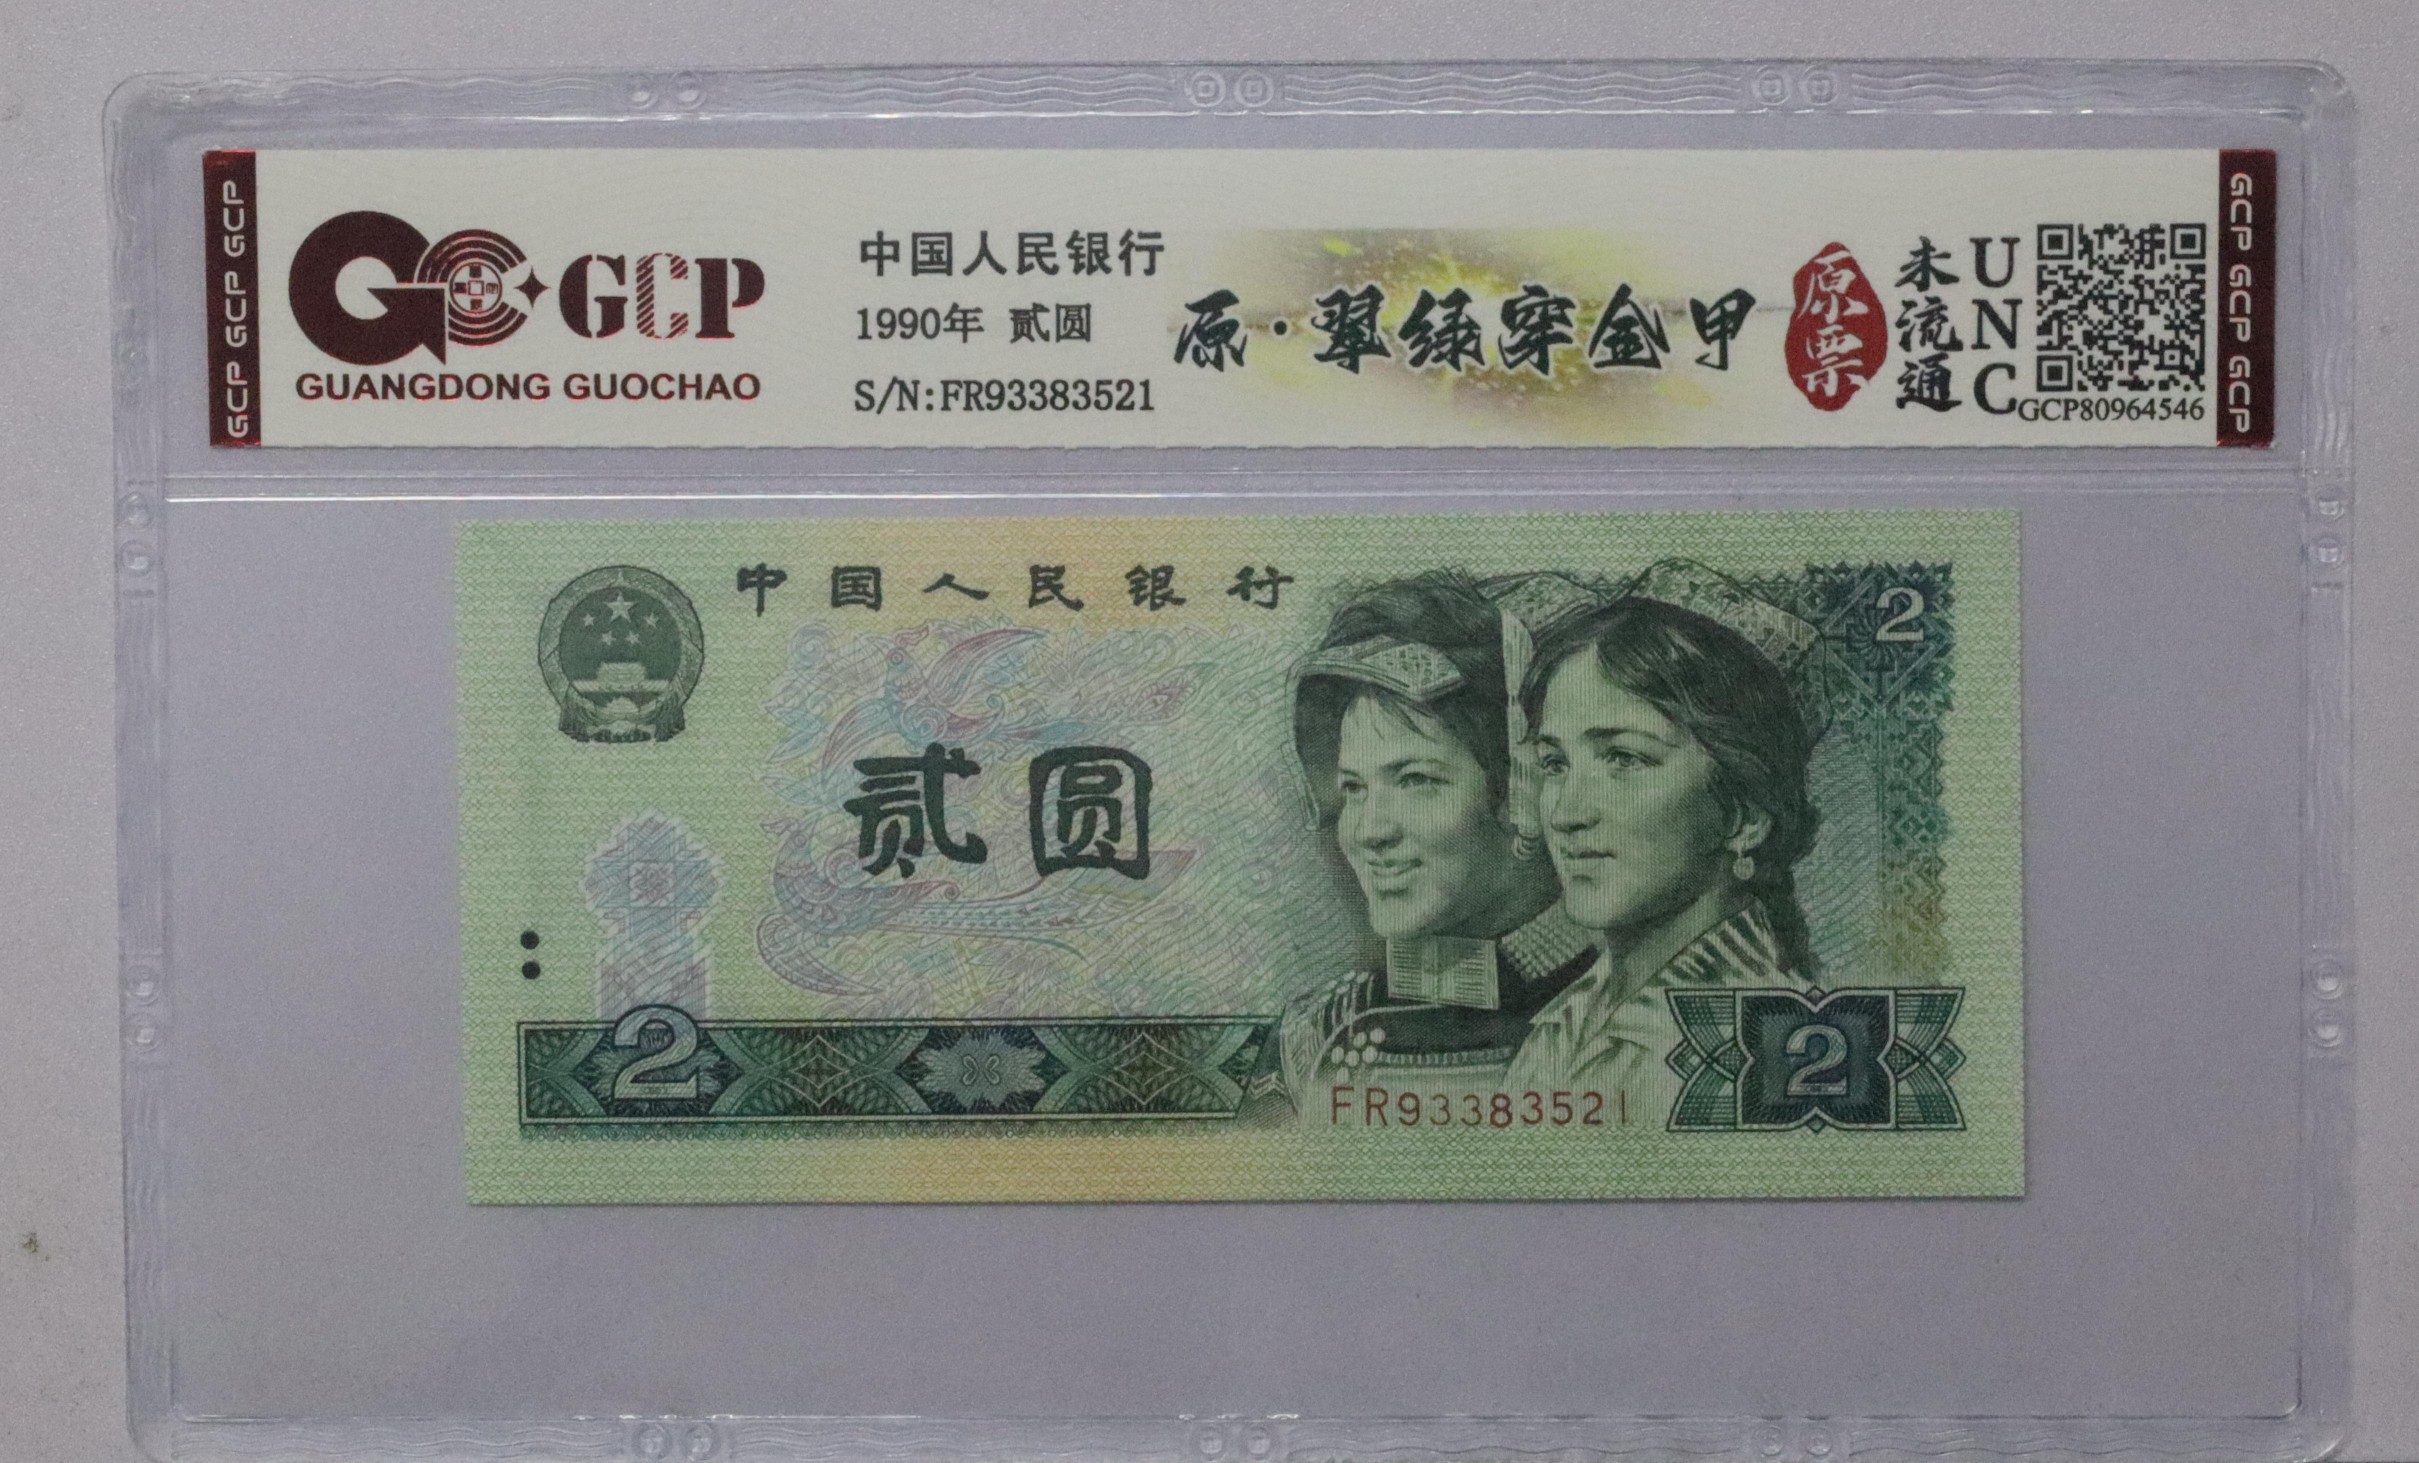 GCP GCP GCP
GCP
GUANGDONG GUOCHAO
中国人民银行
1990年 贰圆
S/N:FR93383521
原·翠绿穿金甲
原票
未流通
UNC
GCP80964546
GCP GCP GCP
中国人民银行
2
贰圆
2
FR93383521
2